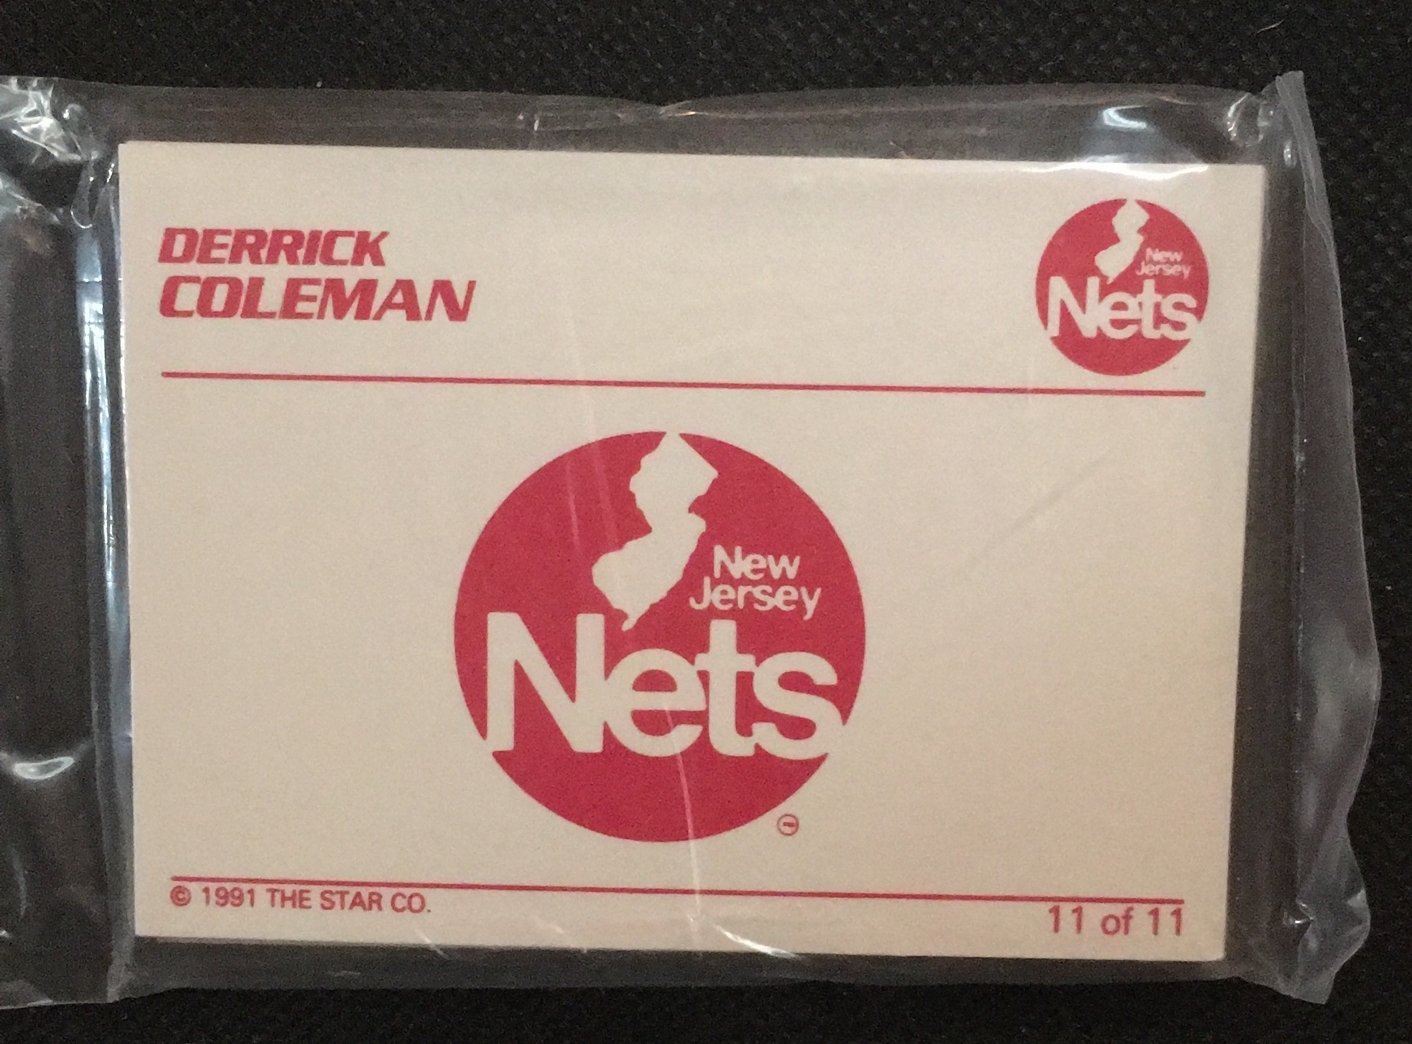 DERRICK
COLEMAN
New
Jersey
Nets
New
Jersey
Nets
© 1991 THE STAR CO.
11 of 11